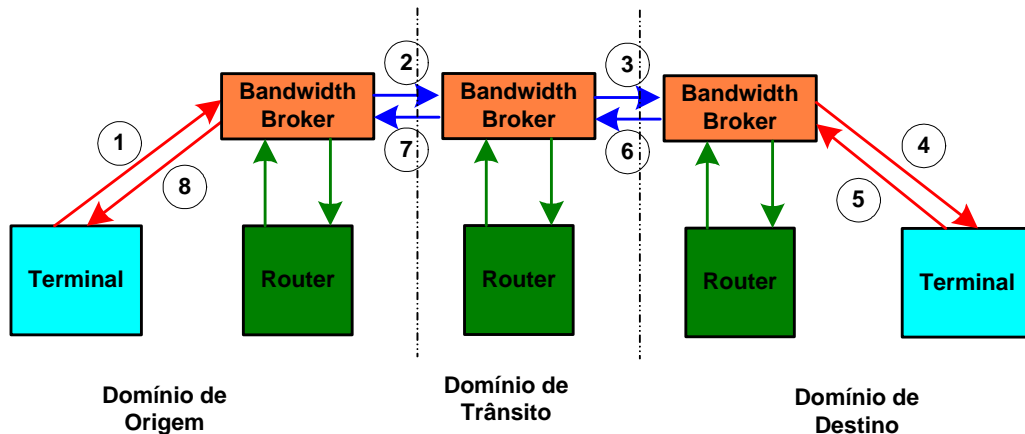 2
3
Bandwidth
Broker
Bandwidth
Broker
Bandwidth
Broker
1
4
7
6
8
5
Terminal
Router
Router
Router
Terminal
Domínio de
Origem
Domínio de
Trânsito
Domínio de
Destino